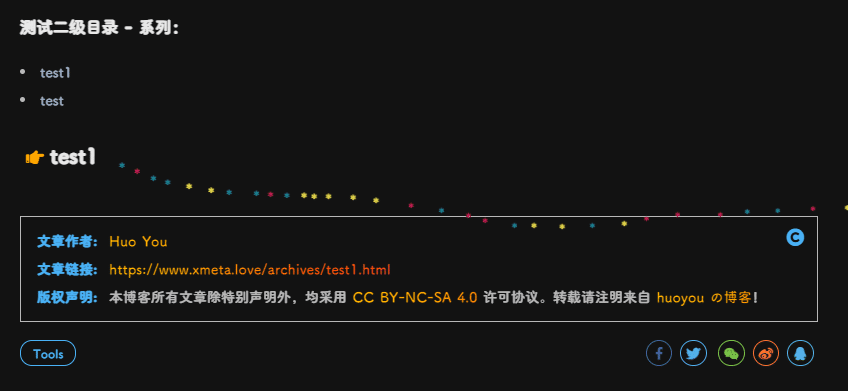 测试二级目录 - 系列：
test1
test
test1
文章作者： Huo You
文章链接： https://www.xmeta.love/archives/test1.html
版权声明： 本博客所有文章除特别声明外，均采用 CC BY-NC-SA 4.0 许可协议。转载请注明来自 huoyou の博客！
Tools